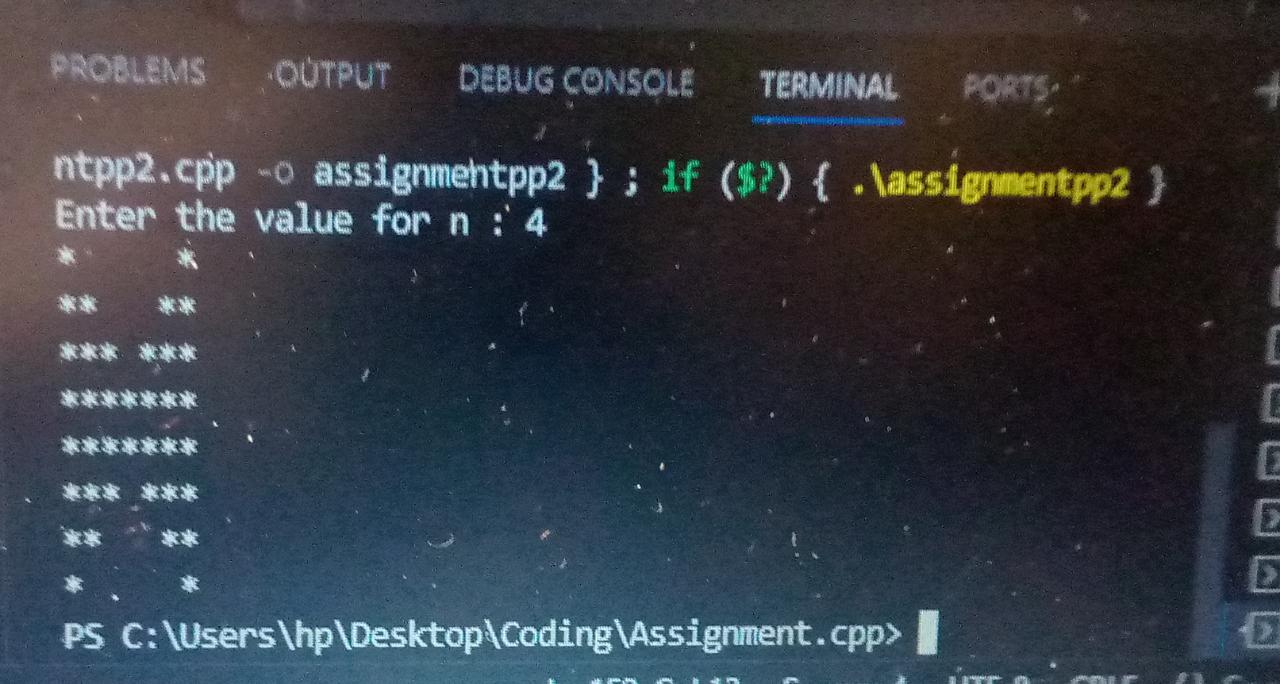 PROBLEMS OUTPUT DEBUG CONSOLE TERMINAL PORTS
ntpp2.cpp -o assignmentpp2 } ; if ($?) { .\assignmentpp2 }
Enter the value for n : 4
*     *
**   **
*** ***
*******
*******
*** ***
**   **
*     *
PS C:\Users\hp\Desktop\Coding\Assignment.cpp>